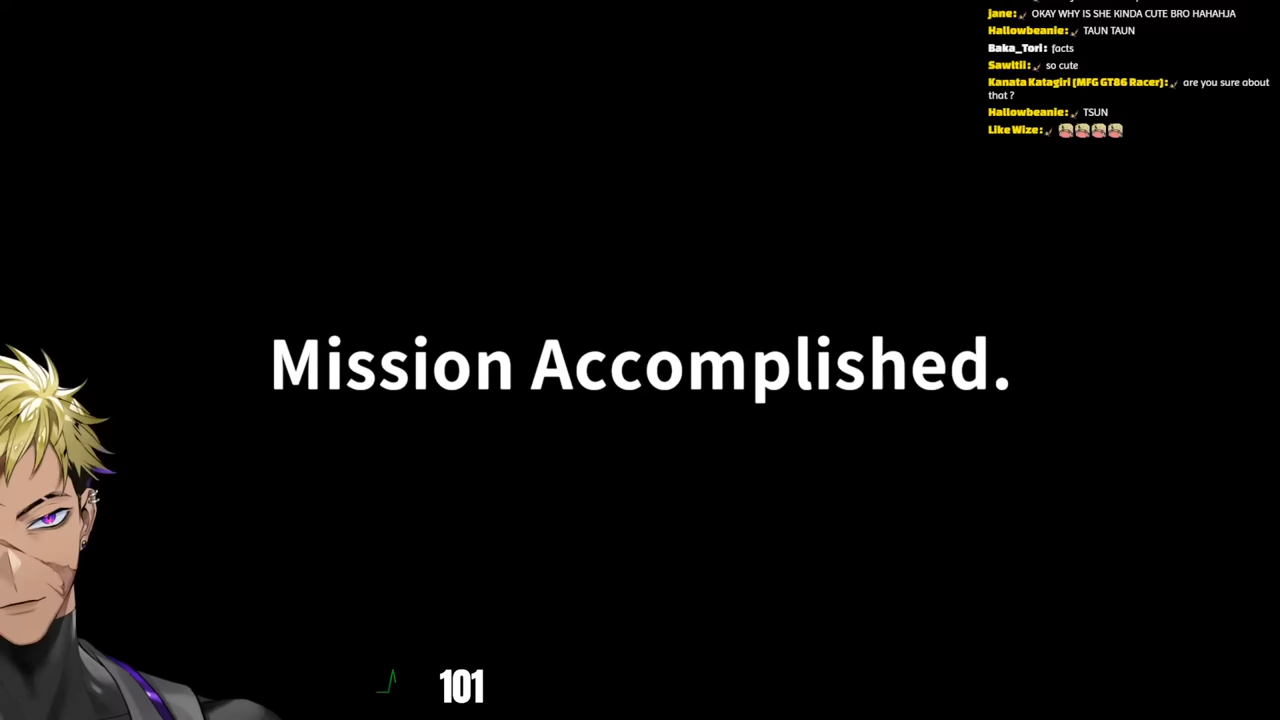 jane: OKAY WHY IS SHE KINDA CUTE BRO HAHAHJA
Hallowbeanie: TAUN TAUN
Baka_Tori: facts
Sawltii: so cute
Kanata Katagiri (MFG GT86 Racer): are you sure about
that ?
Hallowbeanie: TSUN
Like Wize:
Mission Accomplished.
101